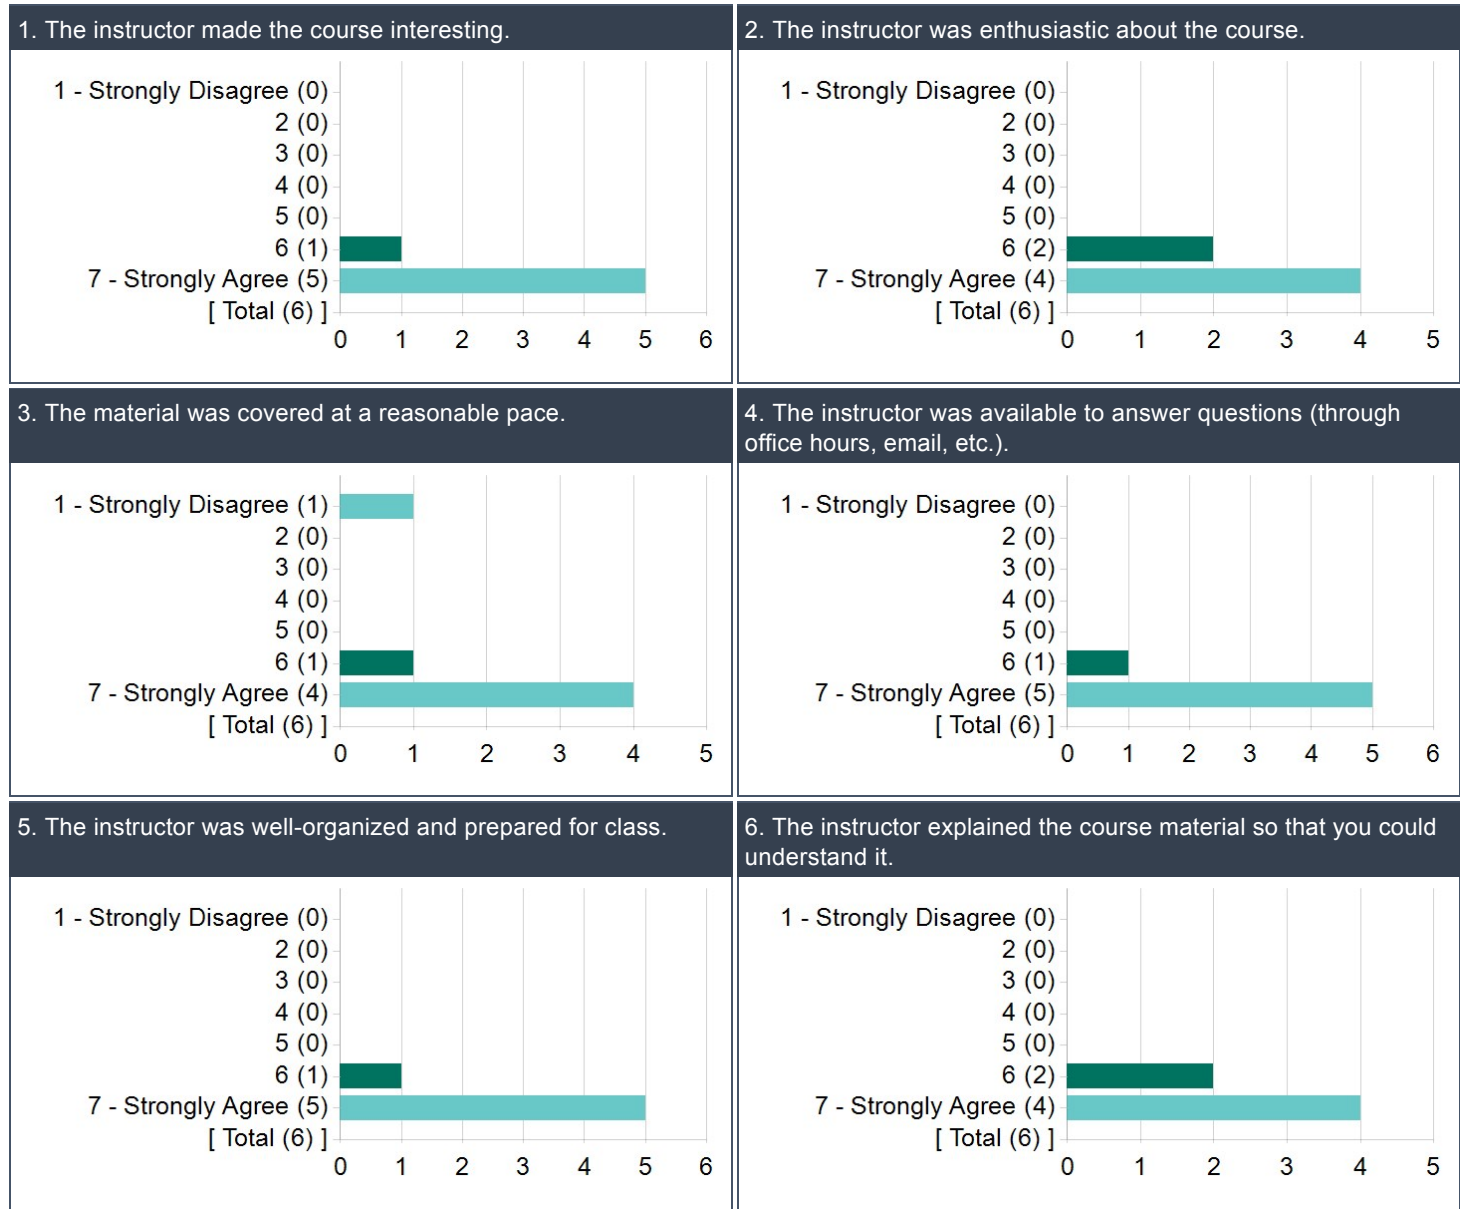 1. The instructor made the course interesting.
1 - Strongly Disagree (0)
2 (0)
3 (0)
4 (0)
5 (0)
6 (1)
7 - Strongly Agree (5)
[ Total (6) ]
0 1 2 3 4 5 6
2. The instructor was enthusiastic about the course.
1 - Strongly Disagree (0)
2 (0)
3 (0)
4 (0)
5 (0)
6 (2)
7 - Strongly Agree (4)
[ Total (6) ]
0 1 2 3 4 5
3. The material was covered at a reasonable pace.
1 - Strongly Disagree (1)
2 (0)
3 (0)
4 (0)
5 (0)
6 (1)
7 - Strongly Agree (4)
[ Total (6) ]
0 1 2 3 4 5
4. The instructor was available to answer questions (through
office hours, email, etc.).
1 - Strongly Disagree (0)
2 (0)
3 (0)
4 (0)
5 (0)
6 (1)
7 - Strongly Agree (5)
[ Total (6) ]
0 1 2 3 4 5 6
5. The instructor was well-organized and prepared for class.
1 - Strongly Disagree (0)
2 (0)
3 (0)
4 (0)
5 (0)
6 (1)
7 - Strongly Agree (5)
[ Total (6) ]
0 1 2 3 4 5 6
6. The instructor explained the course material so that you could
understand it.
1 - Strongly Disagree (0)
2 (0)
3 (0)
4 (0)
5 (0)
6 (2)
7 - Strongly Agree (4)
[ Total (6) ]
0 1 2 3 4 5